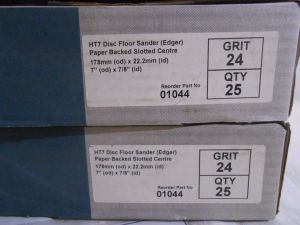 HT7 Disc Floor Sander (Edger)
Paper Backed Slotted Centre
178mm (od) x 22.2mm (id)
7" (od) x 7/8" (id)
Reorder Part No
01044
GRIT
24
QTY
25
HT7 Disc Floor Sander (Edger)
Paper Backed Slotted Centre
178mm (od) x 22.2mm (id)
7" (od) x 7/8" (id)
Reorder Part No
01044
GRIT
24
QTY
25